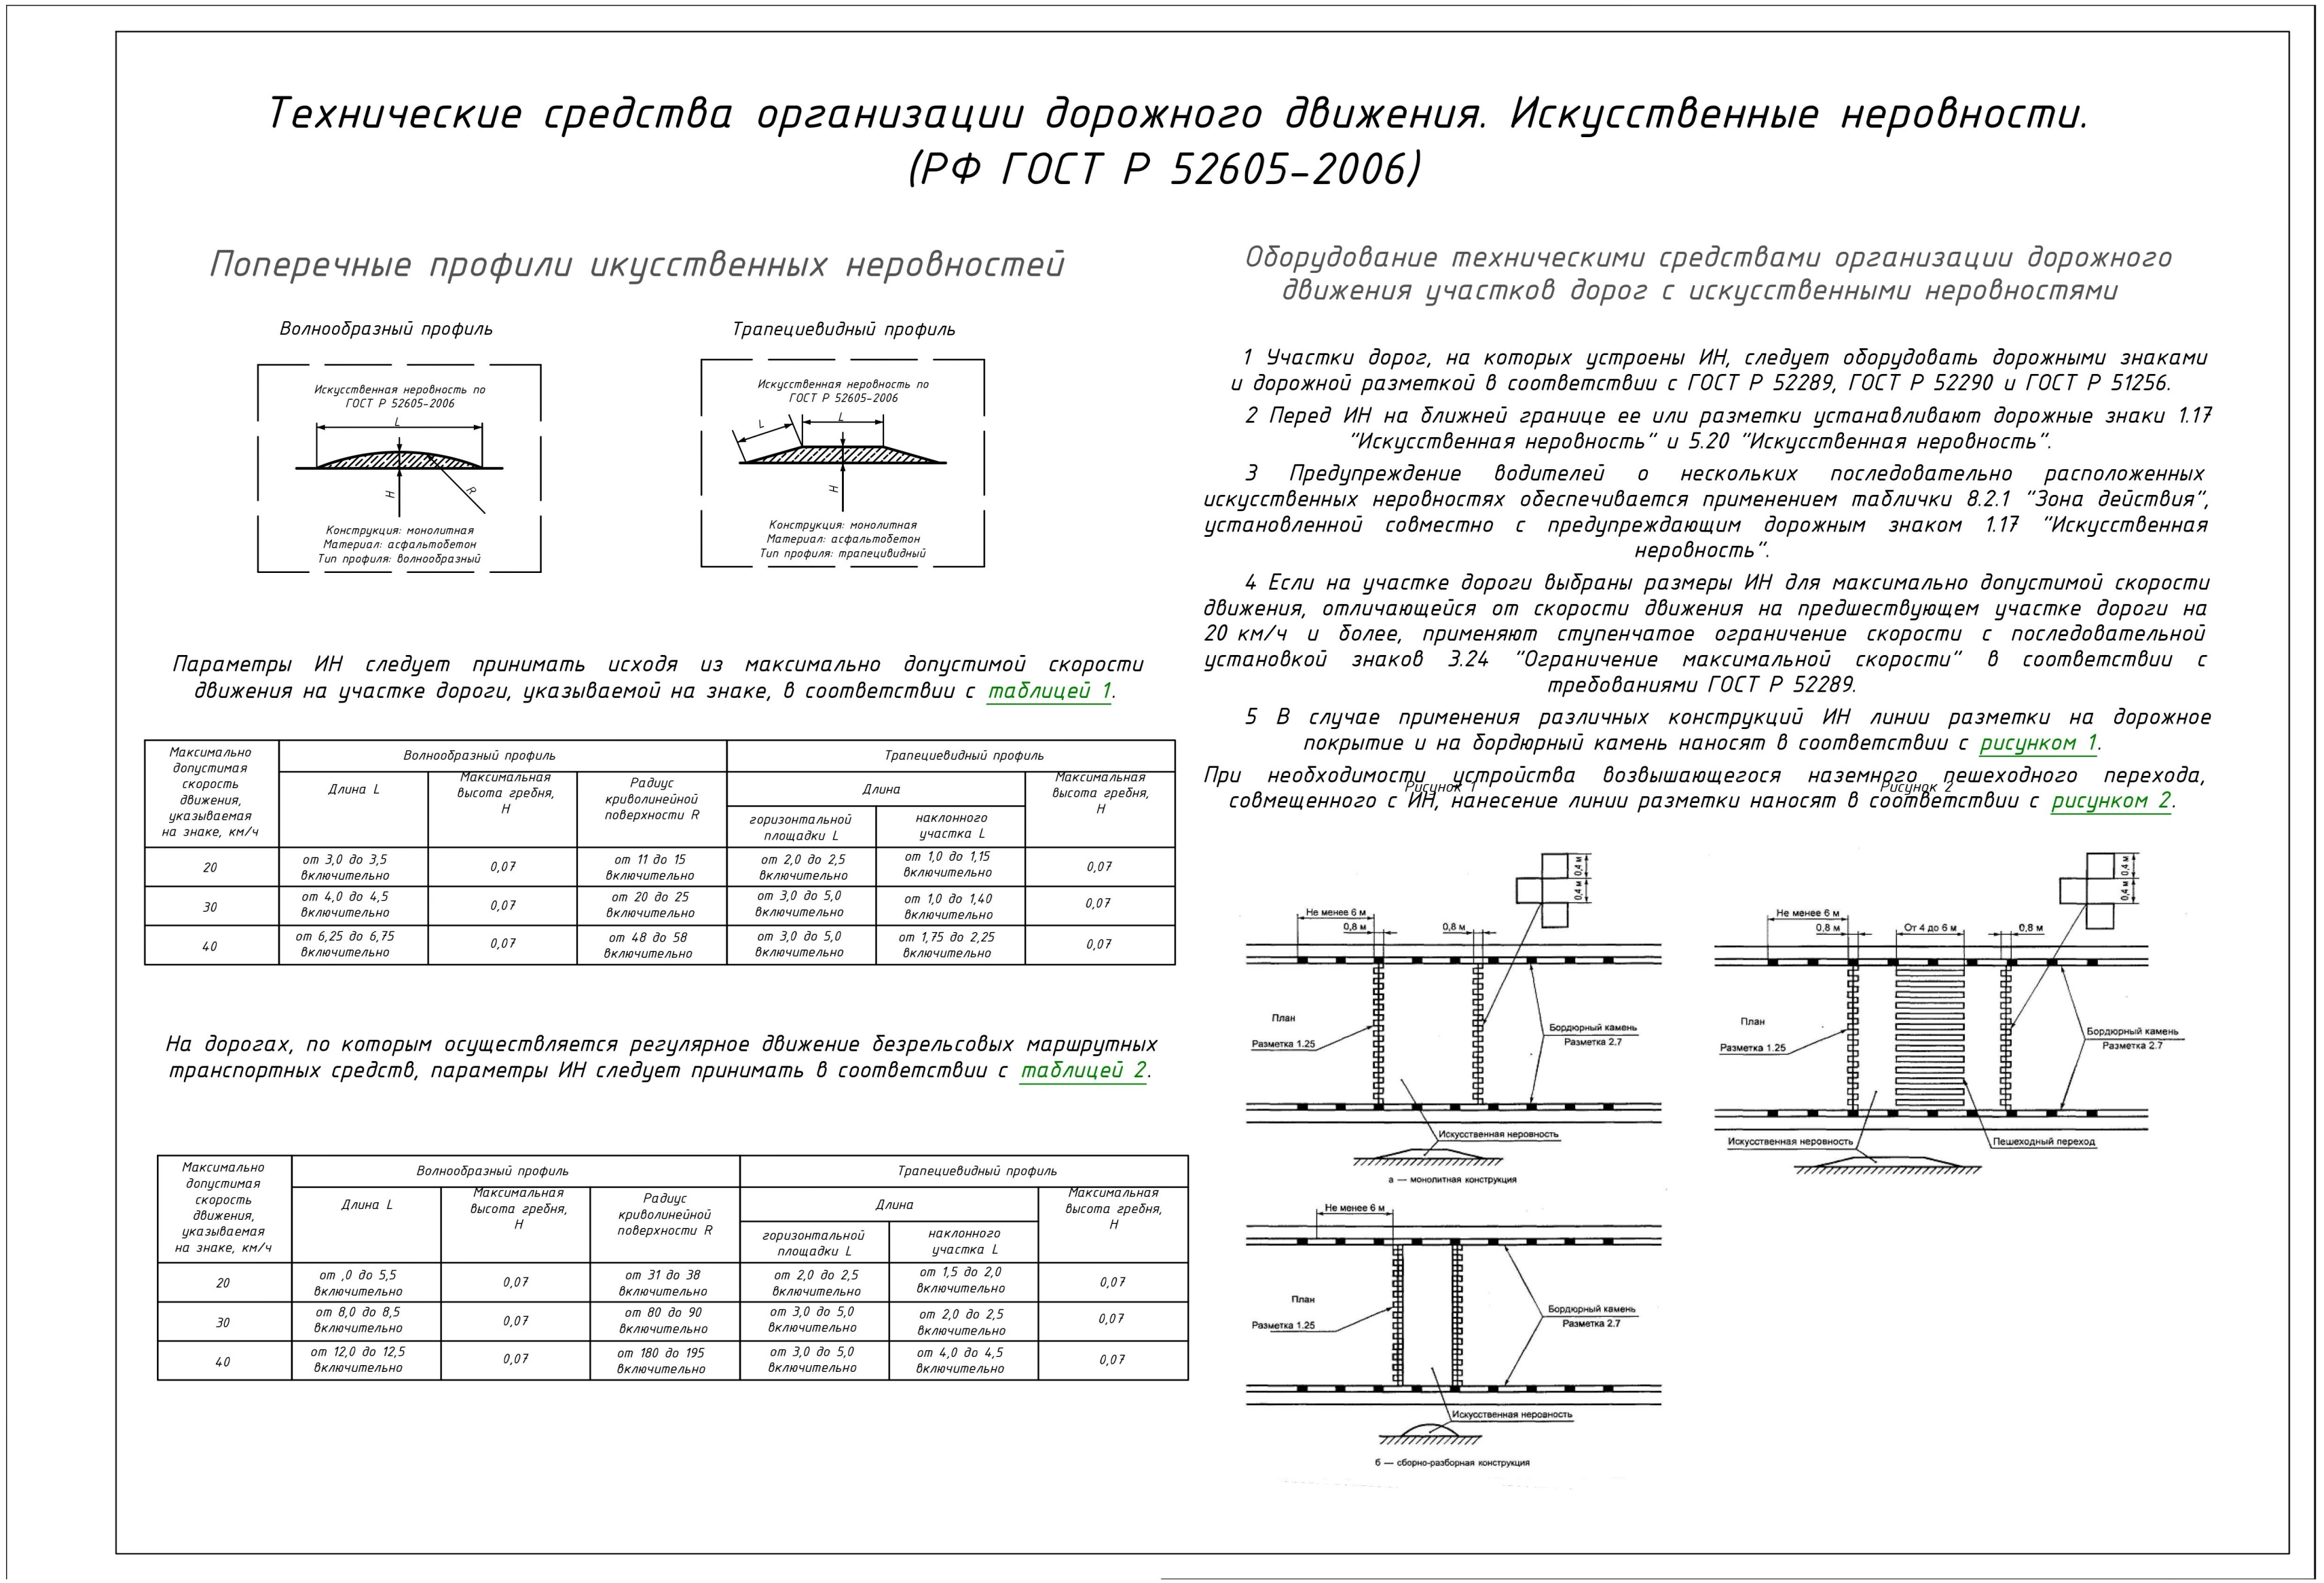 Технические средства организации дорожного движения. Искусственные неровности.
(РФ ГОСТ Р 52605-2006)
Поперечные профили икусственных неровностей
Волнообразный профиль
Трапециевидный профиль
Искусственная неровность по
ГОСТ Р 52605-2006
L
H
R
Конструкция: монолитная
Материал: асфальтобетон
Тип профиля: волнообразный
Искусственная неровность по
ГОСТ Р 52605-2006
L
L
H
Конструкция: монолитная
Материал: асфальтобетон
Тип профиля: трапецивидный
Параметры ИН следует принимать исходя из максимально допустимой скорости
движения на участке дороги, указываемой на знаке, в соответствии с таблицей 1.
Максимально
допустимая
скорость
движения,
указываемая
на знаке, км/ч
Волнообразный профиль
Трапециевидный профиль
Длина L
Максимальная
высота гребня,
H
Радиус
криволинейной
поверхности R
Длина
Максимальная
высота гребня,
H
горизонтальной
площадки L
наклонного
участка L
20
от 3,0 до 3,5
включительно
0,07
от 11 до 15
включительно
от 2,0 до 2,5
включительно
от 1,0 до 1,15
включительно
0,07
30
от 4,0 до 4,5
включительно
0,07
от 20 до 25
включительно
от 3,0 до 5,0
включительно
от 1,0 до 1,40
включительно
0,07
40
от 6,25 до 6,75
включительно
0,07
от 48 до 58
включительно
от 3,0 до 5,0
включительно
от 1,75 до 2,25
включительно
0,07
На дорогах, по которым осуществляется регулярное движение безрельсовых маршрутных
транспортных средств, параметры ИН следует принимать в соответствии с таблицей 2.
Максимально
допустимая
скорость
движения,
указываемая
на знаке, км/ч
Волнообразный профиль
Трапециевидный профиль
Длина L
Максимальная
высота гребня,
H
Радиус
криволинейной
поверхности R
Длина
Максимальная
высота гребня,
H
горизонтальной
площадки L
наклонного
участка L
20
от ,0 до 5,5
включительно
0,07
от 31 до 38
включительно
от 2,0 до 2,5
включительно
от 1,5 до 2,0
включительно
0,07
30
от 8,0 до 8,5
включительно
0,07
от 80 до 90
включительно
от 3,0 до 5,0
включительно
от 2,0 до 2,5
включительно
0,07
40
от 12,0 до 12,5
включительно
0,07
от 180 до 195
включительно
от 3,0 до 5,0
включительно
от 4,0 до 4,5
включительно
0,07
Оборудование техническими средствами организации дорожного
движения участков дорог с искусственными неровностями
1 Участки дорог, на которых устроены ИН, следует оборудовать дорожными знаками
и дорожной разметкой в соответствии с ГОСТ Р 52289, ГОСТ Р 52290 и ГОСТ Р 51256.
2 Перед ИН на ближней границе ее или разметки устанавливают дорожные знаки 1.17
"Искусственная неровность" и 5.20 "Искусственная неровность".
3 Предупреждение водителей о нескольких последовательно расположенных
искусственных неровностях обеспечивается применением таблички 8.2.1 "Зона действия",
установленной совместно с предупреждающим дорожным знаком 1.17 "Искусственная
неровность".
4 Если на участке дороги выбраны размеры ИН для максимально допустимой скорости
движения, отличающейся от скорости движения на предшествующем участке дороги на
20 км/ч и более, применяют ступенчатое ограничение скорости с последовательной
установкой знаков 3.24 "Ограничение максимальной скорости" в соответствии с
требованиями ГОСТ Р 52289.
5 В случае применения различных конструкций ИН линии разметки на дорожное
покрытие и на бордюрный камень наносят в соответствии с рисунком 1.
При необходимости устройства возвышающегося наземного пешеходного перехода,
совмещенного с ИН, нанесение линии разметки наносят в соответствии с рисунком 2.
Рисунок 1
Рисунок 2
0,4 м
0,4 м
Не менее 6 м
0,8 м
0,8 м
План
Разметка 1.25
Бордюрный камень
Разметка 2.7
Искусственная неровность
а — монолитная конструкция
Не менее 6 м
План
Разметка 1.25
Бордюрный камень
Разметка 2.7
Искусственная неровность
б — сборно-разборная конструкция
0,4 м
0,4 м
Не менее 6 м
0,8 м
От 4 до 6 м
0,8 м
План
Разметка 1.25
Бордюрный камень
Разметка 2.7
Искусственная неровность
Пешеходный переход